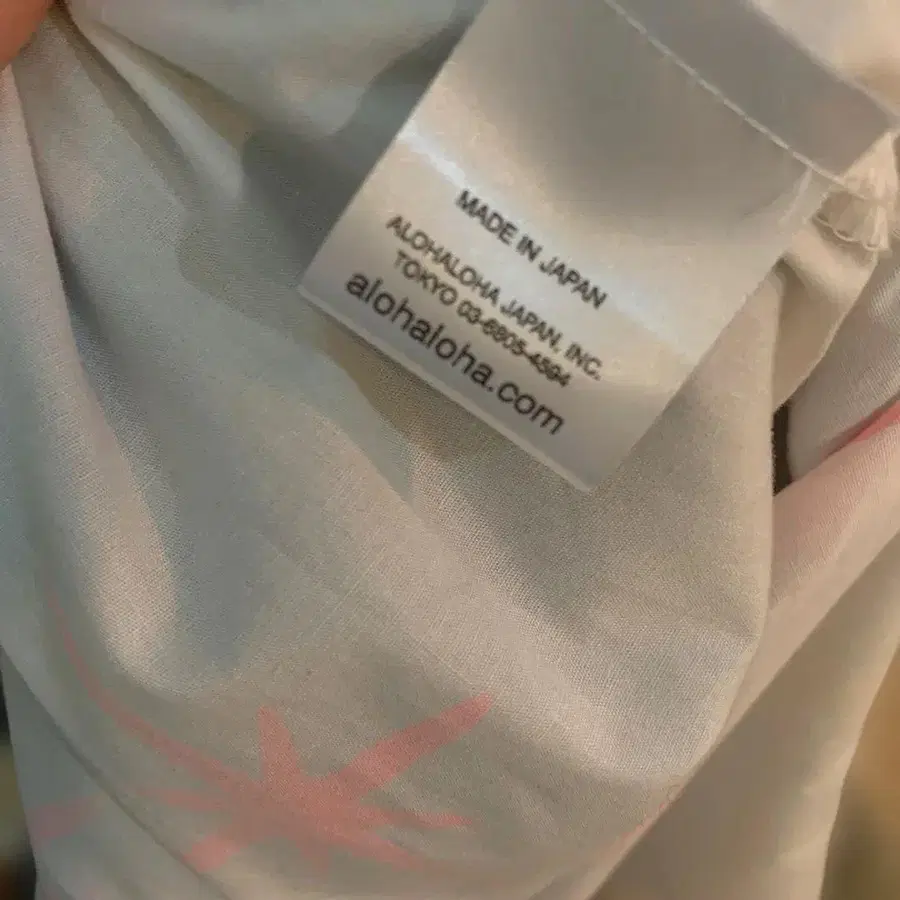 MADE IN JAPAN
ALOHALOHA JAPAN, INC.
TOKYO 03-6805-4594
alohaloha.com